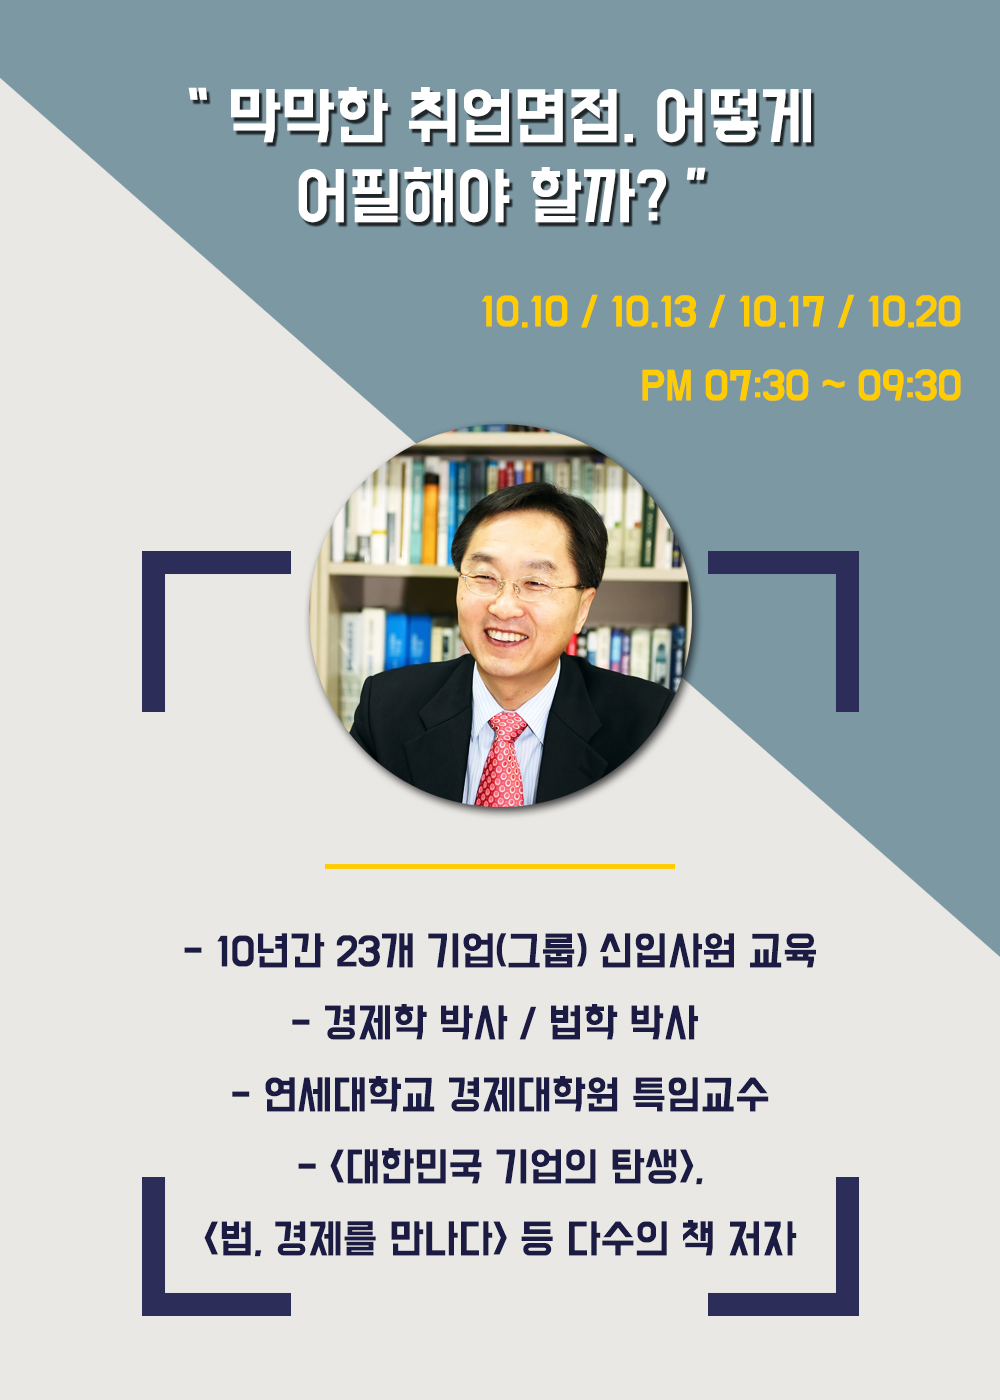 " 막막한 취업면접. 어떻게
어필해야 할까? "
10.10 / 10.13 / 10.17 / 10.20
PM 07:30 ~ 09:30
- 10년간 23개 기업(그룹) 신입사원 교육
- 경제학 박사 / 법학 박사
- 연세대학교 경제대학원 특임교수
- <대한민국 기업의 탄생>,
<법, 경제를 만나다> 등 다수의 책 저자